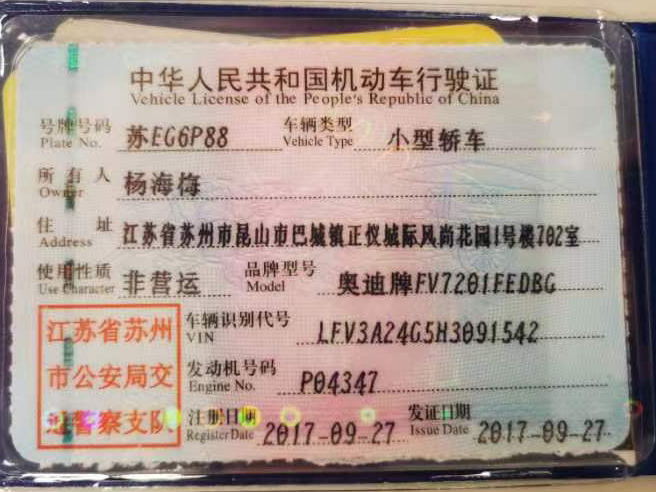 中华人民共和国机动车行驶证
Vehicle License of the People's Republic of China
号牌号码 苏EG6P88 车辆类型 小型轿车
Plate No. Vehicle Type
所有人 杨海梅
Owner
住址 江苏省苏州市昆山市巴城镇正仪城际风尚花园1号楼702室
Address
使用性质 非营运 品牌型号 奥迪牌FV7201FEDBG
Use Character Model
江苏省苏州 车辆识别代号 LFV3A24G5H3091542
VIN
市公安局交 发动机号码 P04347
Engine No.
通警察支队 注册日期 2017-09-27 发证日期 2017-09-27
Register Date Issue Date